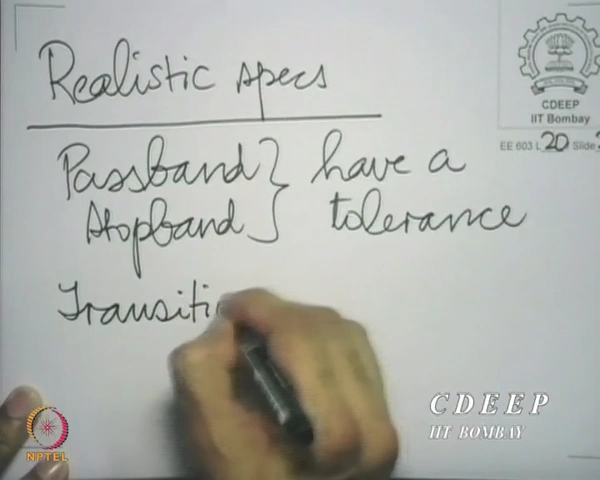 Realistic specs
CDEEP
IIT Bombay
EE 603 L 20 Slide
Passband } have a
Stopband } tolerance
Transiti
CDEEP
IIT BOMBAY
NPTEL